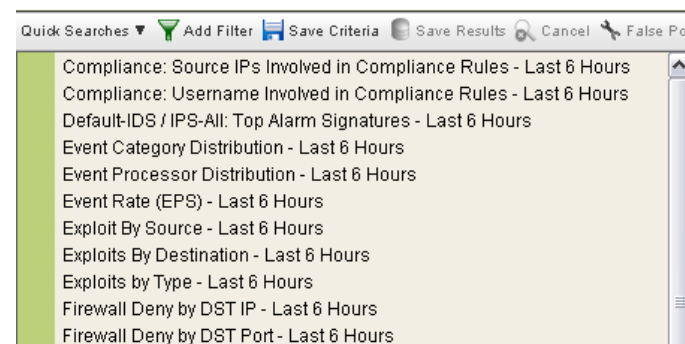 Quick Searches ▼ Add Filter Save Criteria Save Results Cancel False Po
Compliance: Source IPs Involved in Compliance Rules - Last 6 Hours
Compliance: Username Involved in Compliance Rules - Last 6 Hours
Default-IDS / IPS-All: Top Alarm Signatures - Last 6 Hours
Event Category Distribution - Last 6 Hours
Event Processor Distribution - Last 6 Hours
Event Rate (EPS) - Last 6 Hours
Exploit By Source - Last 6 Hours
Exploits By Destination - Last 6 Hours
Exploits by Type - Last 6 Hours
Firewall Deny by DST IP - Last 6 Hours
Firewall Deny by DST Port - Last 6 Hours